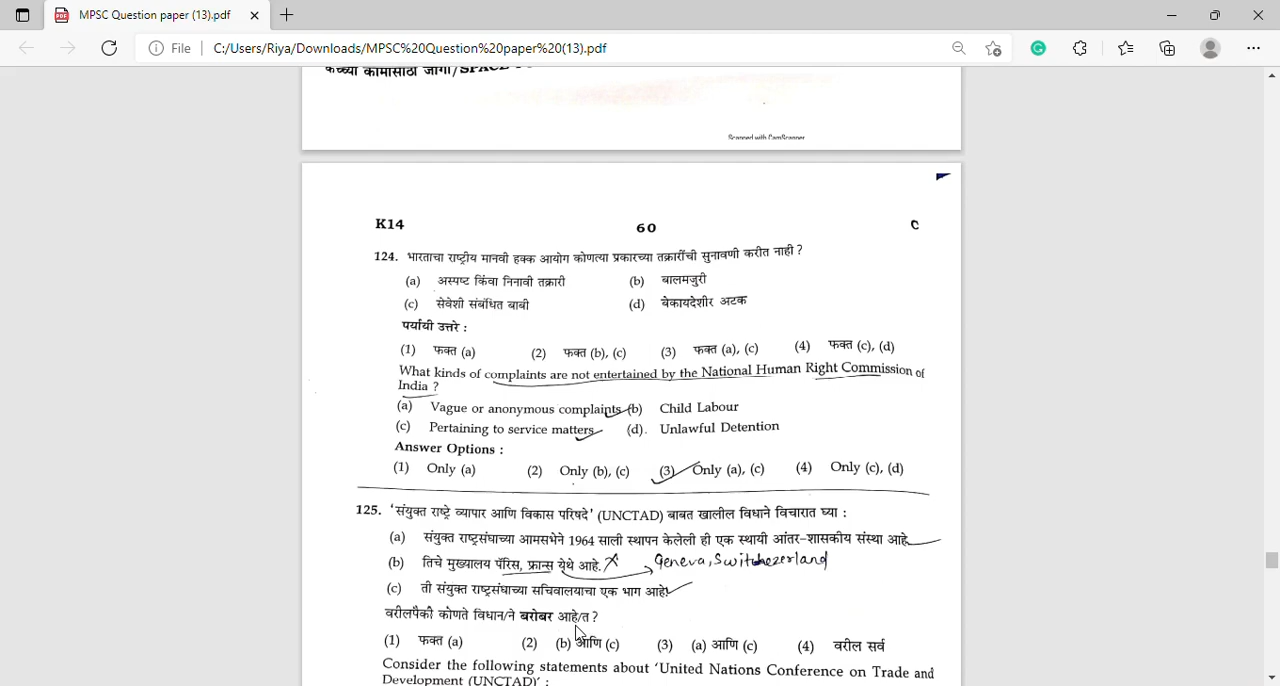 MPSC Question paper (13).pdf
File C:/Users/Riya/Downloads/MPSC%20Question%20paper%20(13).pdf
कच्च्या कामासाठी जागा/SPACE
Scanned with CamScanner
K14 60 C
124. भारताचा राष्ट्रीय मानवी हक्क आयोग कोणत्या प्रकारच्या तक्रारींची सुनावणी करीत नाही ?
(a) अस्पष्ट किंवा निनावी तक्रारी (b) बालमजुरी
(c) सेवेशी संबंधित बाबी (d) बेकायदेशीर अटक
पर्यायी उत्तरे :
(1) फक्त (a) (2) फक्त (b), (c) (3) फक्त (a), (c) (4) फक्त (c), (d)
What kinds of complaints are not entertained by the National Human Right Commission of
India ?
(a) Vague or anonymous complaints (b) Child Labour
(c) Pertaining to service matters (d). Unlawful Detention
Answer Options :
(1) Only (a) (2) Only (b), (c) (3) Only (a), (c) (4) Only (c), (d)
125. 'संयुक्त राष्ट्रे व्यापार आणि विकास परिषदे' (UNCTAD) बाबत खालील विधाने विचारात घ्या :
(a) संयुक्त राष्ट्रसंघाच्या आमसभेने 1964 साली स्थापन केलेली ही एक स्थायी आंतर-शासकीय संस्था आहे.
(b) तिचे मुख्यालय पॅरिस, फ्रान्स येथे आहे. X Geneva, Switchezerland
(c) ती संयुक्त राष्ट्रसंघाच्या सचिवालयाचा एक भाग आहे.
वरीलपैकी कोणते विधान/ने बरोबर आहे/त ?
(1) फक्त (a) (2) (b) आणि (c) (3) (a) आणि (c) (4) वरील सर्व
Consider the following statements about 'United Nations Conference on Trade and
Development (UNCTAD)' :